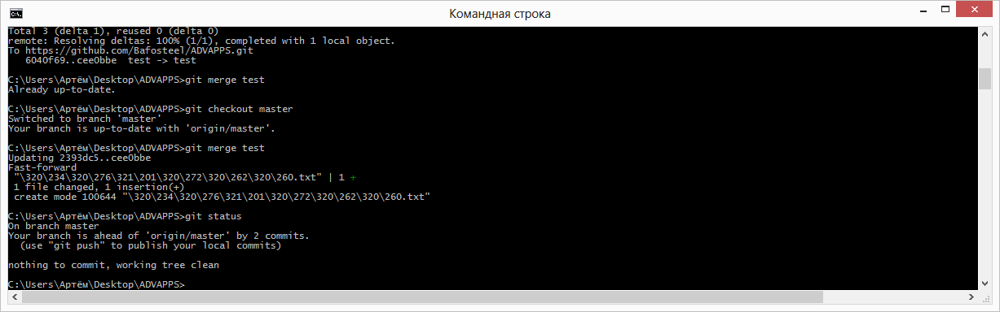 Командная строка
Total 3 (delta 1), reused 0 (delta 0)
remote: Resolving deltas: 100% (1/1), completed with 1 local object.
To https://github.com/Bafosteel/ADVAPPS.git
   6040f69..cee0bbe  test -> test
C:\Users\Артём\Desktop\ADVAPPS>git merge test
Already up-to-date.
C:\Users\Артём\Desktop\ADVAPPS>git checkout master
Switched to branch 'master'
Your branch is up-to-date with 'origin/master'.
C:\Users\Артём\Desktop\ADVAPPS>git merge test
Updating 2393dc5..cee0bbe
Fast-forward
 "\320\234\320\276\321\201\320\272\320\262\320\260.txt" | 1 +
 1 file changed, 1 insertion(+)
 create mode 100644 "\320\234\320\276\321\201\320\272\320\262\320\260.txt"
C:\Users\Артём\Desktop\ADVAPPS>git status
On branch master
Your branch is ahead of 'origin/master' by 2 commits.
  (use "git push" to publish your local commits)
nothing to commit, working tree clean
C:\Users\Артём\Desktop\ADVAPPS>